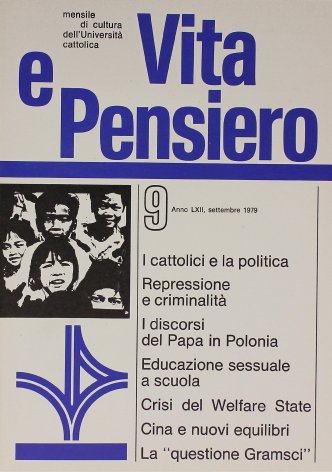 mensile
di cultura
dell'Università
cattolica
Vita
e Pensiero
9 Anno LXII, settembre 1979
I cattolici e la politica
Repressione
e criminalità
I discorsi
del Papa in Polonia
Educazione sessuale
a scuola
Crisi del Welfare State
Cina e nuovi equilibri
La "questione Gramsci"